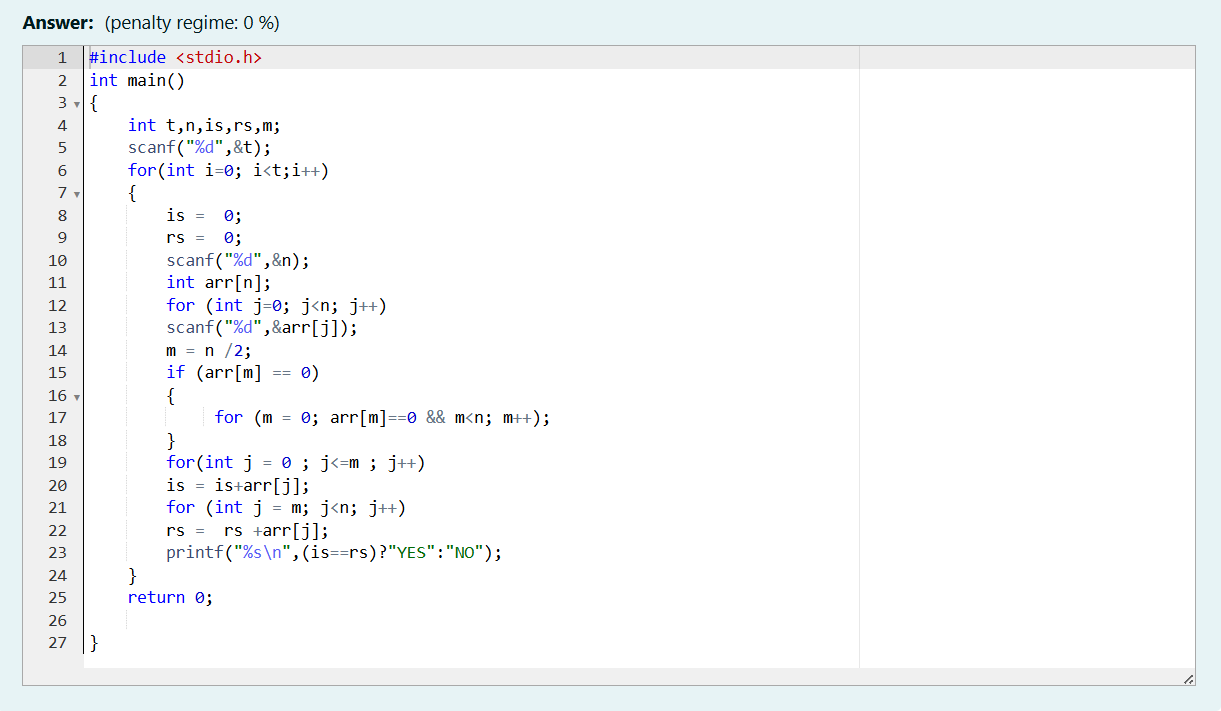 Answer: (penalty regime: 0 %)
1 #include <stdio.h>
2 int main()
3 {
4 int t,n,is,rs,m;
5 scanf("%d",&t);
6 for(int i=0; i<t;i++)
7 {
8 is =  0;
9 rs =  0;
10 scanf("%d",&n);
11 int arr[n];
12 for (int j=0; j<n; j++)
13 scanf("%d",&arr[j]);
14 m = n /2;
15 if (arr[m] == 0)
16 {
17 for (m = 0; arr[m]==0 && m<n; m++);
18 }
19 for(int j = 0 ; j<=m ; j++)
20 is = is+arr[j];
21 for (int j = m; j<n; j++)
22 rs =  rs +arr[j];
23 printf("%s\n",(is==rs)?"YES":"NO");
24 }
25 return 0;
26
27 }